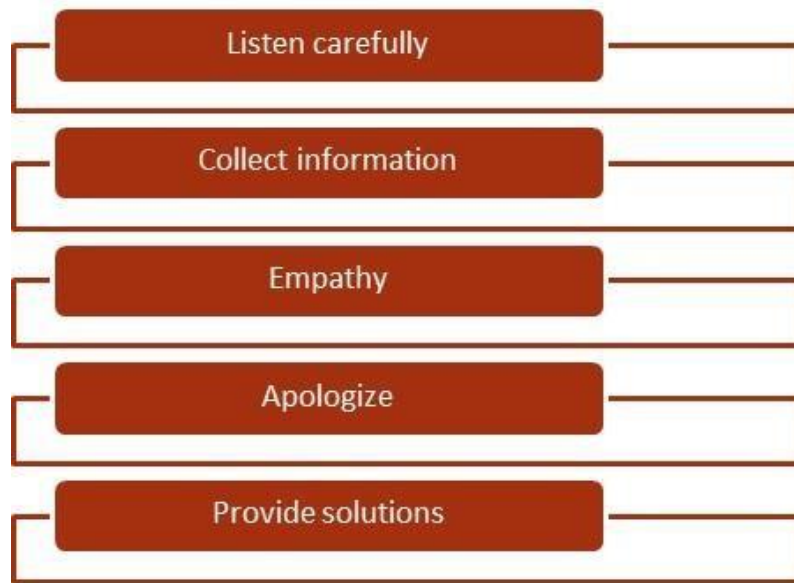 Listen carefully
Collect information
Empathy
Apologize
Provide solutions